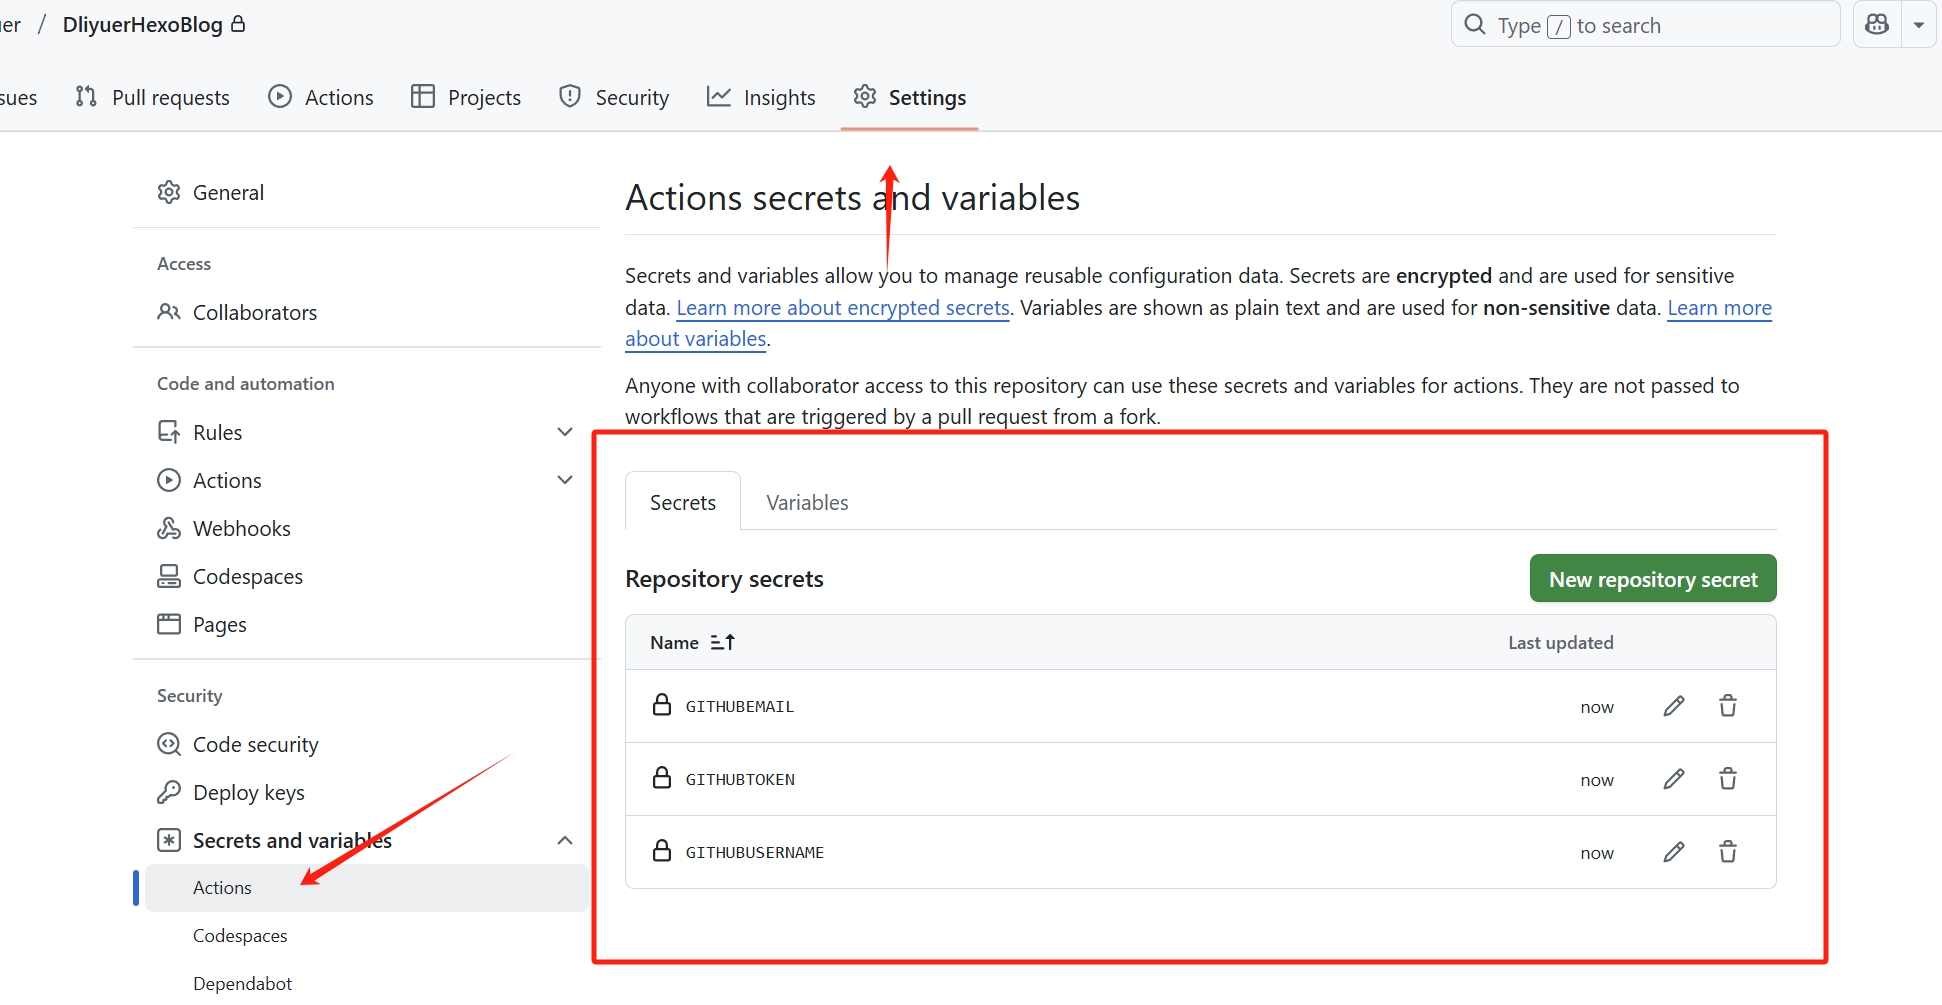 er / DliyuerHexoBlog
Type / to search
sues Pull requests Actions Projects Security Insights Settings
General
Access
Collaborators
Code and automation
Rules
Actions
Webhooks
Codespaces
Pages
Security
Code security
Deploy keys
Secrets and variables
Actions
Codespaces
Dependabot
Actions secrets and variables
Secrets and variables allow you to manage reusable configuration data. Secrets are encrypted and are used for sensitive
data. Learn more about encrypted secrets. Variables are shown as plain text and are used for non-sensitive data. Learn more
about variables.
Anyone with collaborator access to this repository can use these secrets and variables for actions. They are not passed to
workflows that are triggered by a pull request from a fork.
Secrets Variables
Repository secrets New repository secret
Name Last updated
GITHUBEMAIL now
GITHUBTOKEN now
GITHUBUSERNAME now